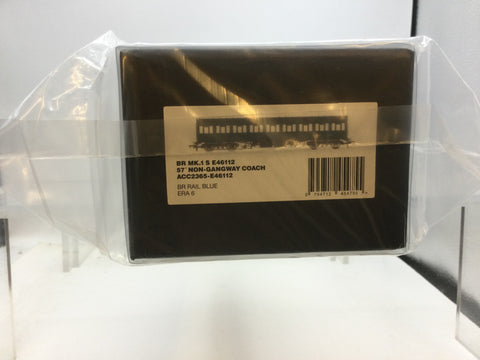 BR MK.1 S E46112
57' NON-GANGWAY COACH
ACC2365-E46112
BR RAIL BLUE
ERA 6